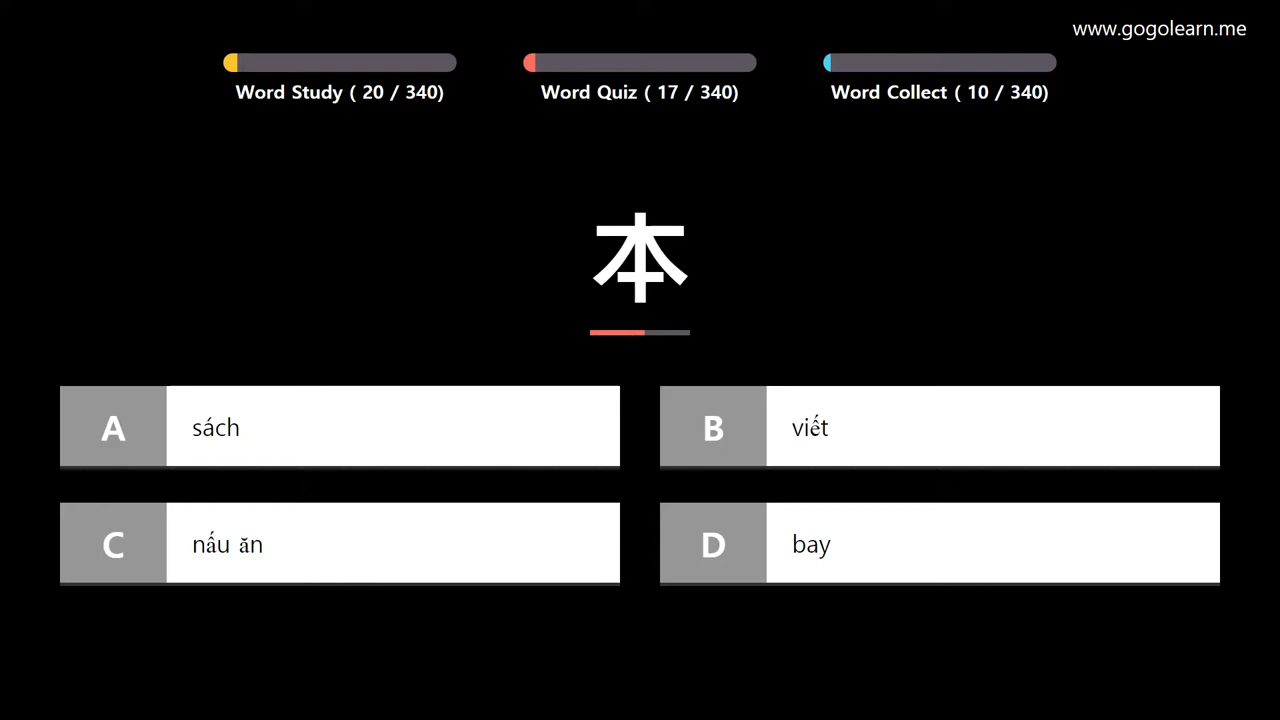 www.gogolearn.me
Word Study ( 20 / 340)
Word Quiz ( 17 / 340)
Word Collect ( 10 / 340)
本
A sách
B viết
C nấu ăn
D bay